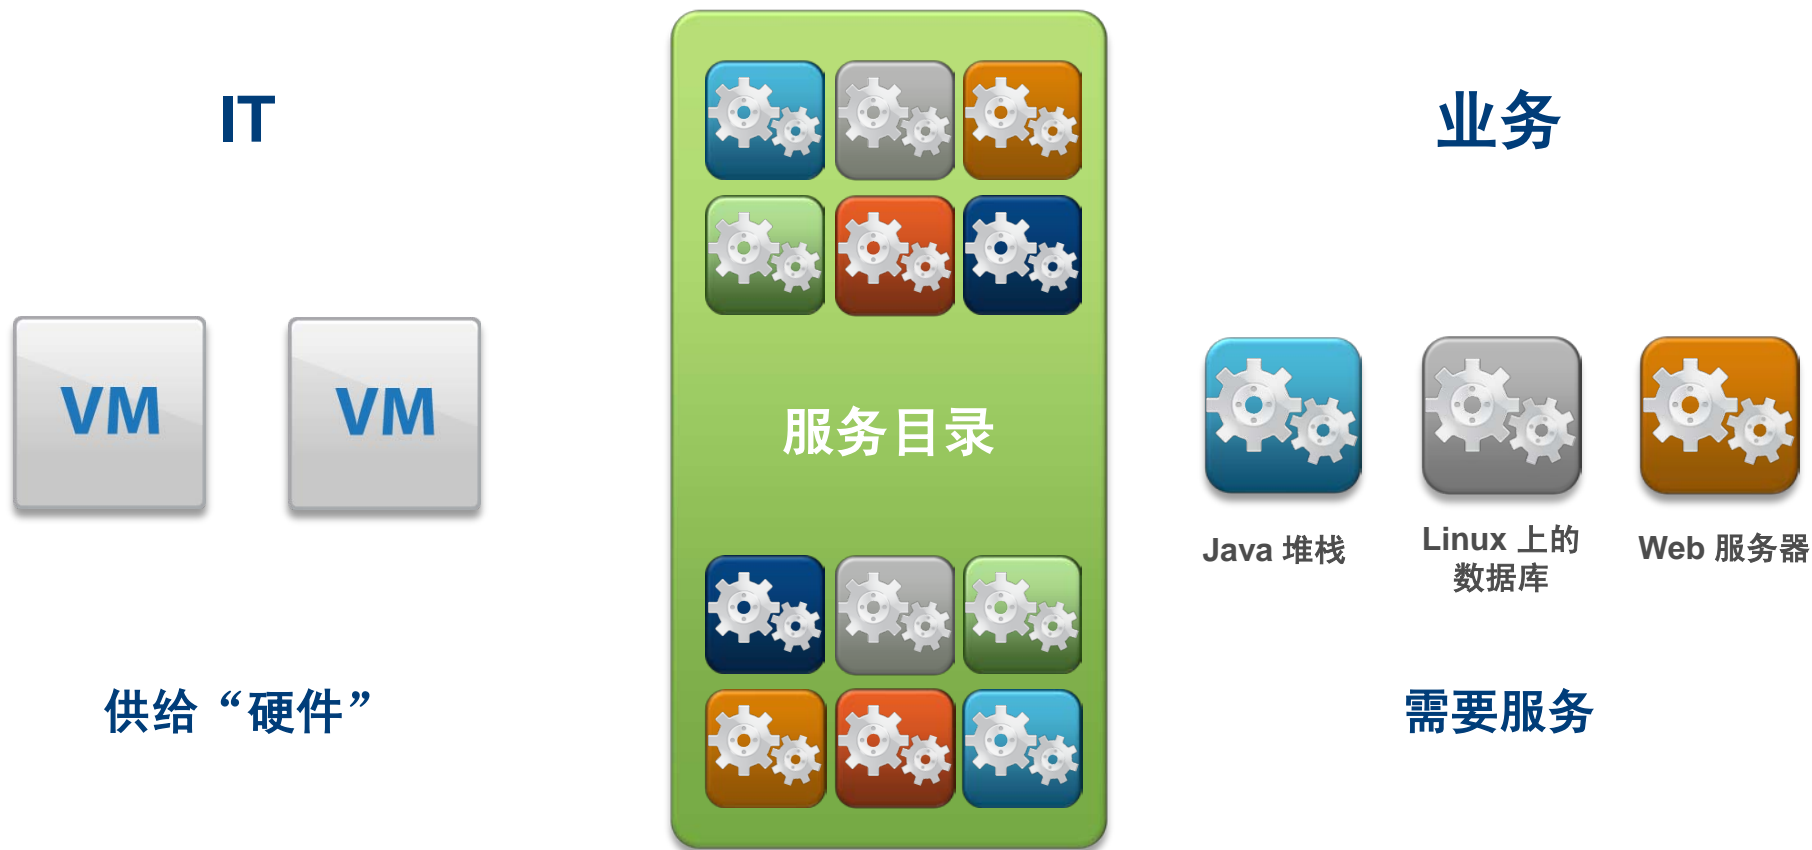 IT
业务
VM
VM
服务目录
Java 堆栈
Linux 上的
数据库
Web 服务器
供给“硬件”
需要服务